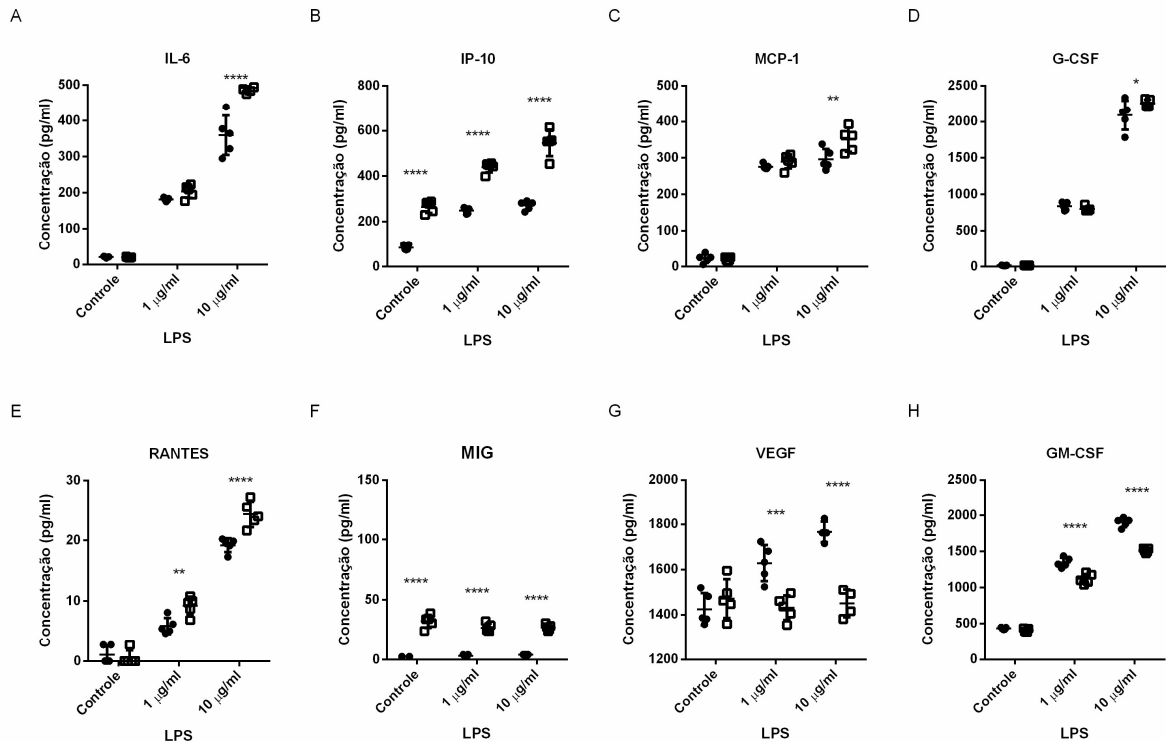 A
B
C
D
IL-6
IP-10
MCP-1
G-CSF
Concentração (pg/ml)
500
400
300
200
100
0
****
Controle
1 µg/ml
10 µg/ml
LPS
Concentração (pg/ml)
800
600
400
200
0
****
****
****
Controle
1 µg/ml
10 µg/ml
LPS
Concentração (pg/ml)
500
400
300
200
100
0
**
Controle
1 µg/ml
10 µg/ml
LPS
Concentração (pg/ml)
2500
2000
1500
1000
500
0
*
Controle
1 µg/ml
10 µg/ml
LPS
E
F
G
H
RANTES
MIG
VEGF
GM-CSF
Concentração (pg/ml)
30
20
10
0
**
****
Controle
1 µg/ml
10 µg/ml
LPS
Concentração (pg/ml)
150
100
50
0
****
****
****
Controle
1 µg/ml
10 µg/ml
LPS
Concentração (pg/ml)
2000
1800
1600
1400
1200
***
****
Controle
1 µg/ml
10 µg/ml
LPS
Concentração (pg/ml)
2500
2000
1500
1000
500
0
****
****
Controle
1 µg/ml
10 µg/ml
LPS